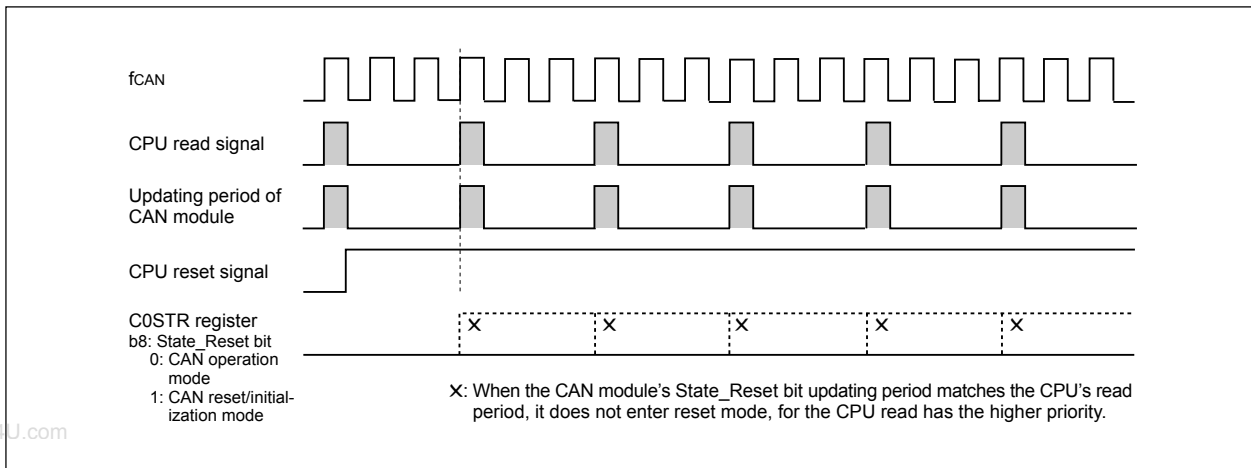 fCAN
CPU read signal
Updating period of
CAN module
CPU reset signal
C0STR register
b8: State_Reset bit
0: CAN operation
mode
1: CAN reset/initial-
ization mode
✕: When the CAN module's State_Reset bit updating period matches the CPU's read
period, it does not enter reset mode, for the CPU read has the higher priority.
4U.com